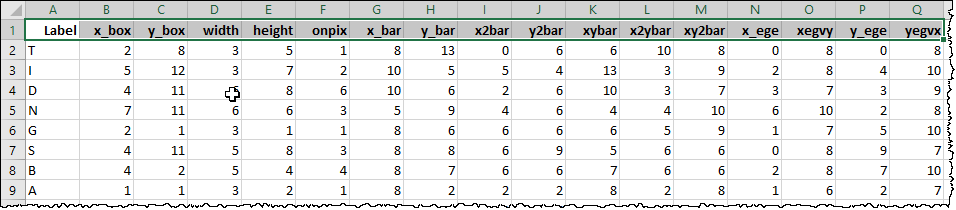 A B C D E F G H I J K L M N O P Q
1 Label x_box y_box width height onpix x_bar y_bar x2bar y2bar xybar x2ybar xy2bar x_ege xegvy y_ege yegvx
2 T 2 8 3 5 1 8 13 0 6 6 10 8 0 8 0 8
3 I 5 12 3 7 2 10 5 5 4 13 3 9 2 8 4 10
4 D 4 11 8 6 10 6 2 6 10 3 7 3 7 3 9
5 N 7 11 6 6 3 5 9 4 6 4 4 10 6 10 2 8
6 G 2 1 3 1 1 8 6 6 6 6 5 9 1 7 5 10
7 S 4 11 5 8 3 8 8 6 9 5 6 6 0 8 9 7
8 B 4 2 5 4 4 8 7 6 6 7 6 6 2 8 7 10
9 A 1 1 3 2 1 8 2 2 2 8 2 8 1 6 2 7